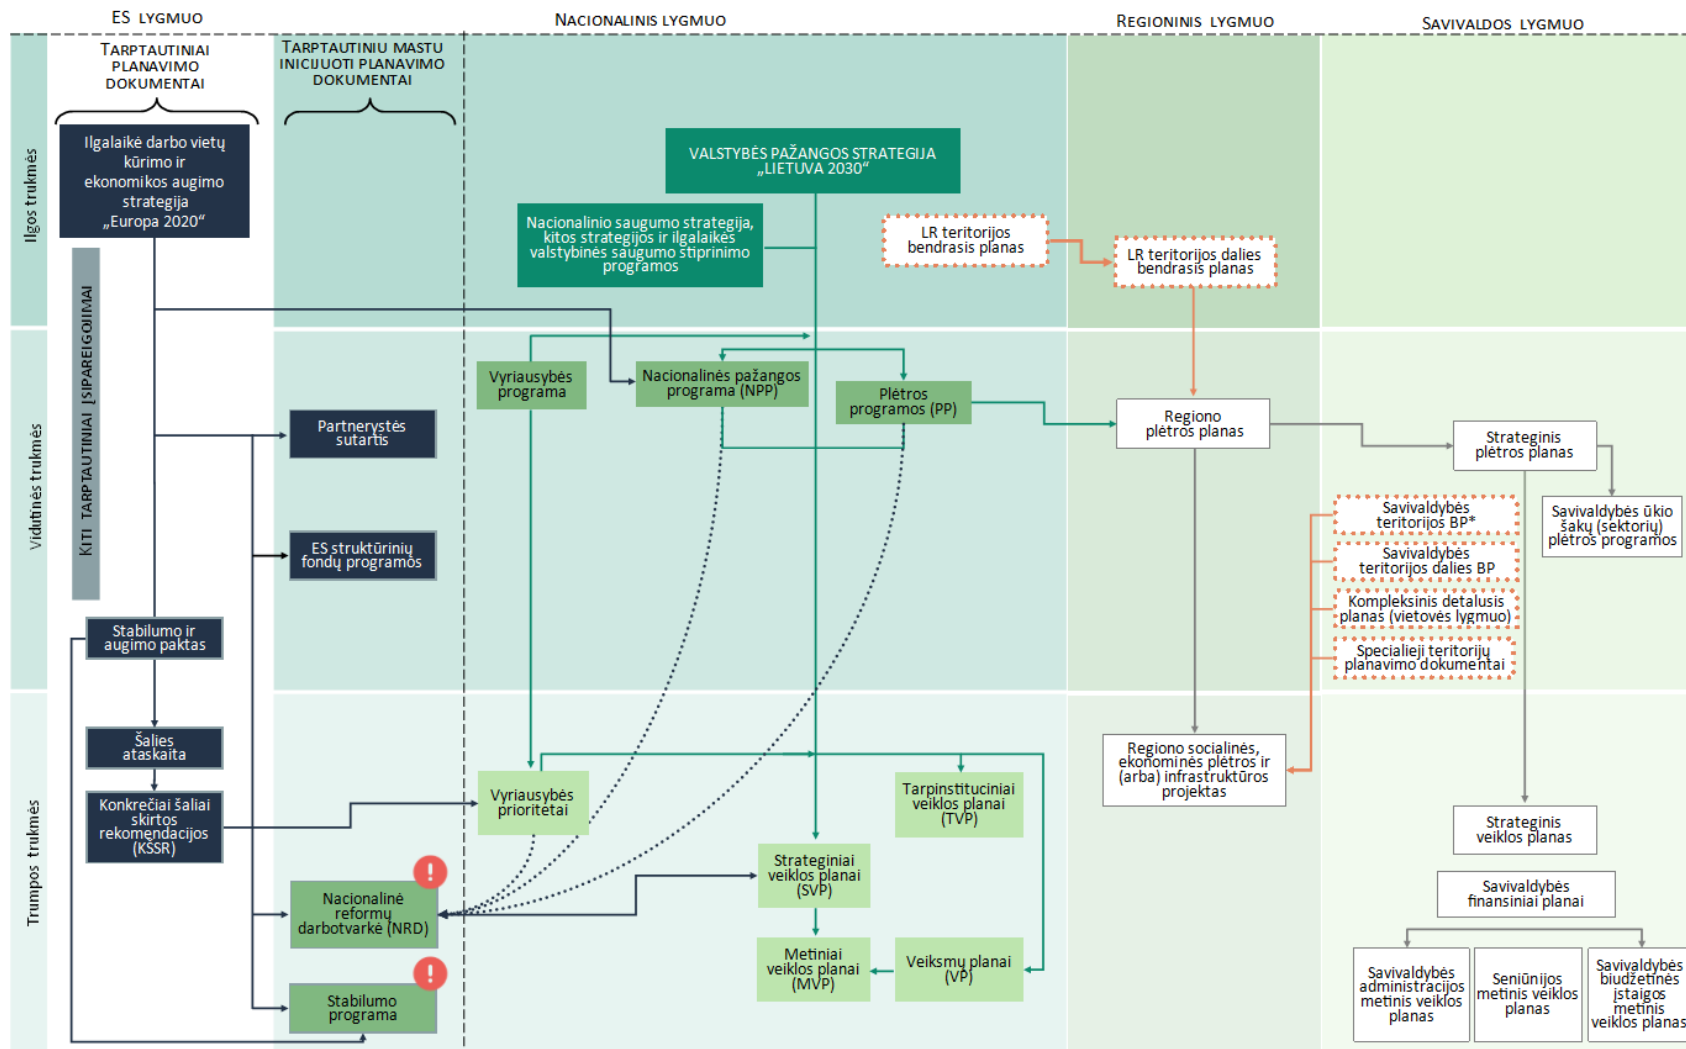 ES LYGMUO
NACIONALINIS LYGMUO
REGIONINIS LYGMUO
SAVIVALDOS LYGMUO
TARPTAUTINIAI
PLANAVIMO
DOKUMENTAI
TARPTAUTINIU MASTU
INICIJUOTI PLANAVIMO
DOKUMENTAI
Ilgos trukmės
Ilgalaikė darbo vietų
kūrimo ir
ekonomikos augimo
strategija
„Europa 2020“
VALSTYBĖS PAŽANGOS STRATEGIJA
„LIETUVA 2030“
Nacionalinio saugumo strategija,
kitos strategijos ir ilgalaikės
valstybinės saugumo stiprinimo
programos
LR teritorijos
bendrasis planas
LR teritorijos dalies
bendrasis planas
KITI TARPTAUTINIAI ĮSIPAREIGOJIMAI
Vidutinės trukmės
Vyriausybės
programa
Nacionalinės pažangos
programa (NPP)
Plėtros
programos (PP)
Partnerystės
sutartis
Regiono
plėtros planas
Strateginis
plėtros planas
Savivaldybės
teritorijos BP*
Savivaldybės ūkio
šakų (sektorių)
plėtros programos
ES struktūrinių
fondų programos
Savivaldybės
teritorijos dalies BP
Kompleksinis detalusis
planas (vietovės lygmuo)
Stabilumo ir
augimo paktas
Specialieji teritorijų
planavimo dokumentai
Trumpos trukmės
Šalies
ataskaita
Konkrečiai šaliai
skirtos
rekomendacijos
(KŠSR)
Vyriausybės
prioritetai
Tarpinstituciniai
veiklos planai
(TVP)
Regiono socialinės,
ekonominės plėtros ir
(arba) infrastruktūros
projektas
Strateginis
veiklos planas
Strateginiai
veiklos planai
(SVP)
Savivaldybės
finansiniai planai
!
Nacionalinė
reformų
darbotvarkė (NRD)
Metiniai
veiklos planai
(MVP)
Veiksmų planai
(VP)
Savivaldybės
administracijos
metinis veiklos
planas
Seniūnijos
metinis veiklos
planas
Savivaldybės
biudžetinės
įstaigos
metinis
veiklos planas
!
Stabilumo
programa